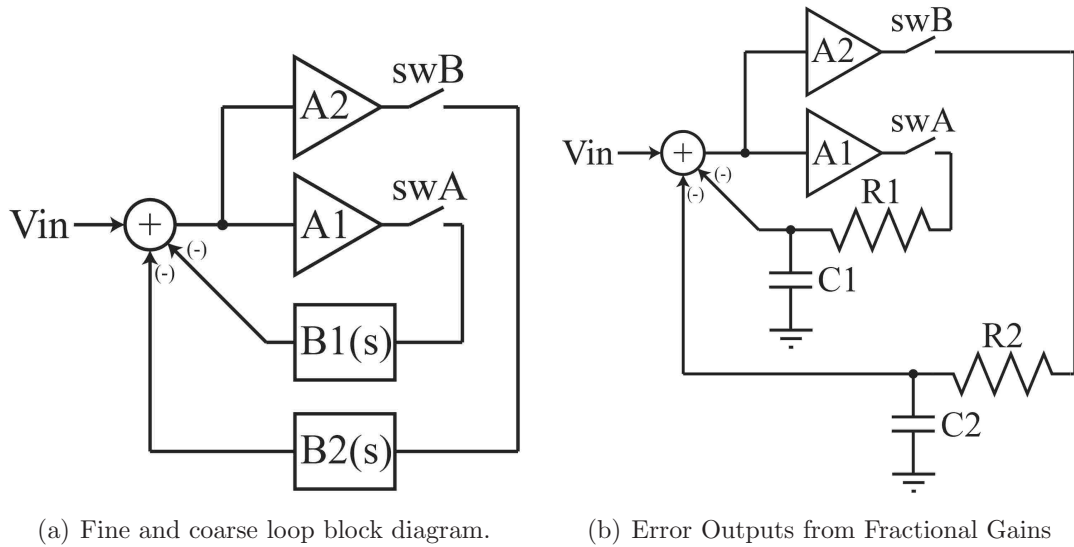 A2
swB
swA
Vin
+
A1
(-)
(-)
B1(s)
B2(s)
(a) Fine and coarse loop block diagram.
swB
A2
swA
Vin
+
A1
(-)
(-)
R1
C1
R2
C2
(b) Error Outputs from Fractional Gains